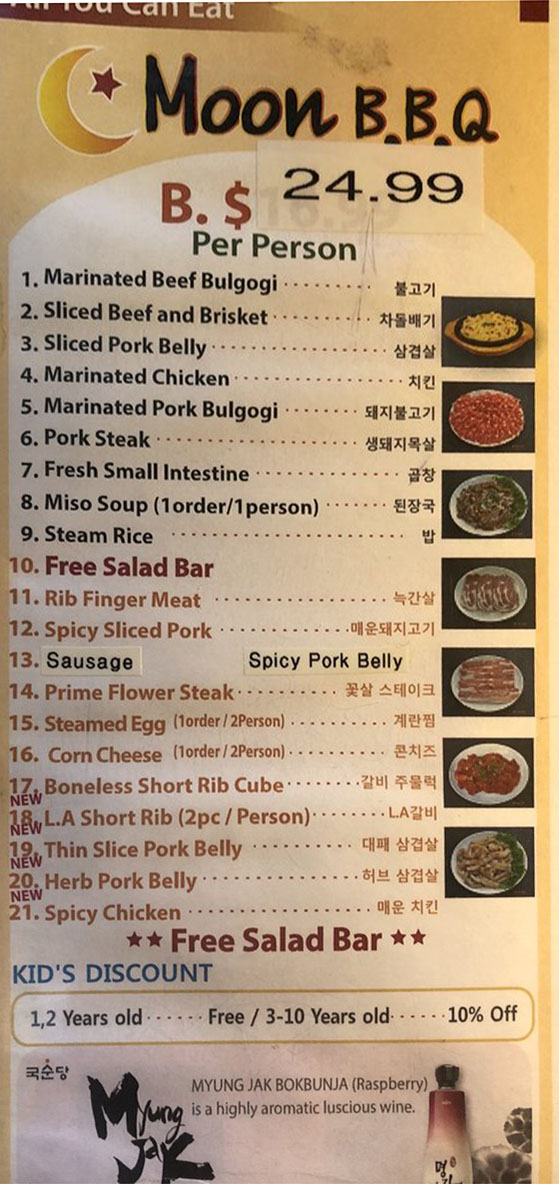 All You Can Eat
Moon B.B.Q
B. $ 24.99
Per Person
1. Marinated Beef Bulgogi 불고기
2. Sliced Beef and Brisket 차돌배기
3. Sliced Pork Belly 삼겹살
4. Marinated Chicken 치킨
5. Marinated Pork Bulgogi 돼지불고기
6. Pork Steak 생돼지목살
7. Fresh Small Intestine 곱창
8. Miso Soup (1order/1person) 된장국
9. Steam Rice 밥
10. Free Salad Bar
11. Rib Finger Meat 늑간살
12. Spicy Sliced Pork 매운돼지고기
13. Sausage Spicy Pork Belly
14. Prime Flower Steak 꽃살 스테이크
15. Steamed Egg (1order / 2Person) 계란찜
16. Corn Cheese (1order / 2Person) 콘치즈
17. Boneless Short Rib Cube 갈비 주물럭
NEW
18. L.A Short Rib (2pc / Person) L.A갈비
NEW
19. Thin Slice Pork Belly 대패 삼겹살
NEW
20. Herb Pork Belly 허브 삼겹살
NEW
21. Spicy Chicken 매운 치킨
★★ Free Salad Bar ★★
KID'S DISCOUNT
1,2 Years old Free / 3-10 Years old 10% Off
국순당
MYUNG JAK BOKBUNJA (Raspberry)
is a highly aromatic luscious wine.
Myung
Jak